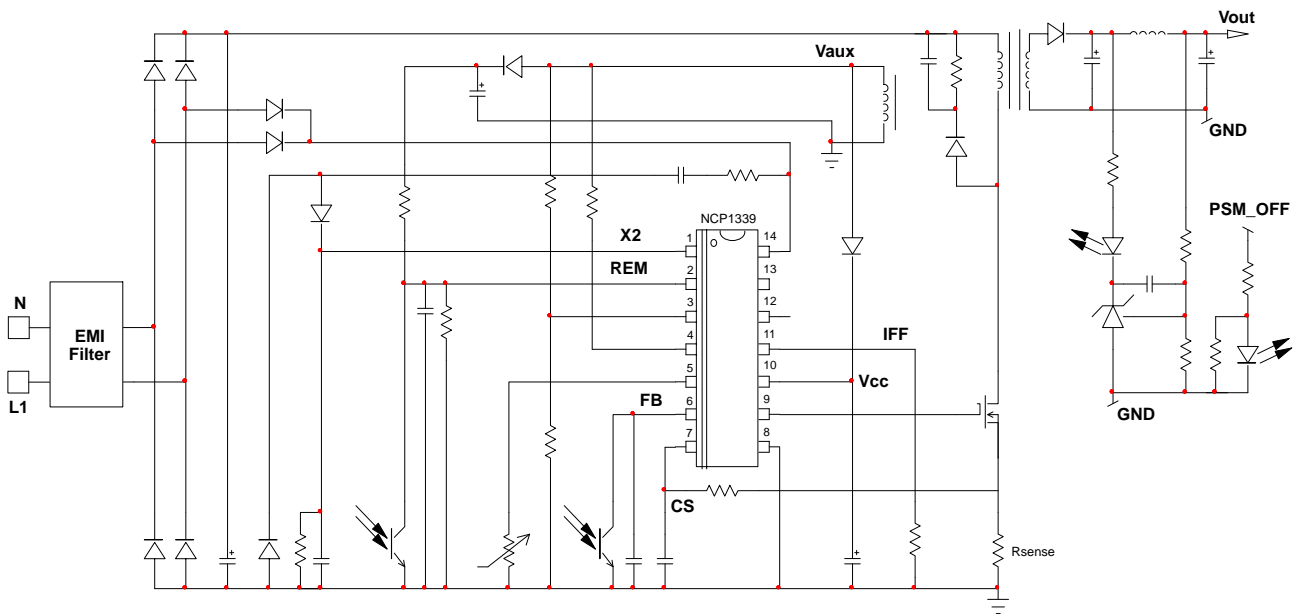 Vout
Vaux
GND
NCP1339
PSM_OFF
X2
1
14
REM
2
13
3
12
N
EMI
Filter
4
11
IFF
L1
5
10
Vcc
FB
6
9
GND
7
8
CS
Rsense